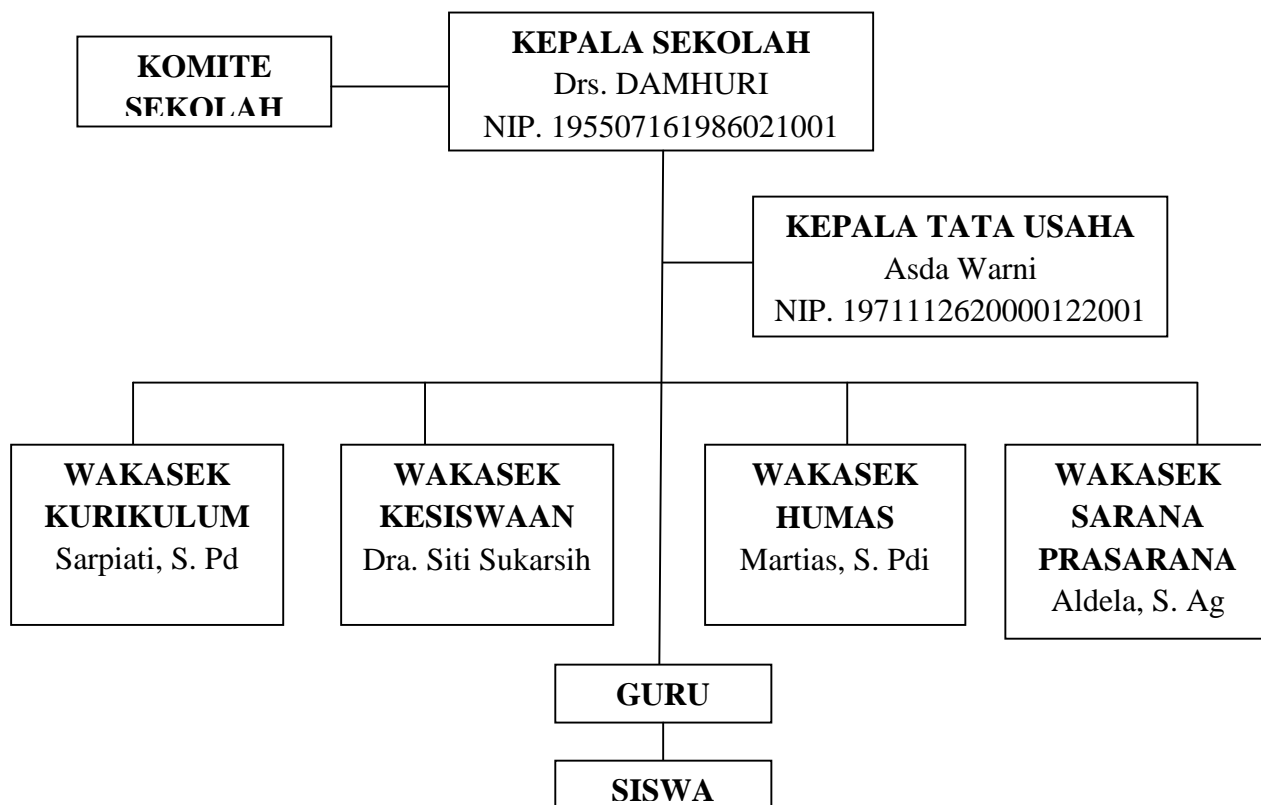 KOMITE
SEKOLAH
KEPALA SEKOLAH
Drs. DAMHURI
NIP. 195507161986021001
KEPALA TATA USAHA
Asda Warni
NIP. 1971112620000122001
WAKASEK
KURIKULUM
Sarpiati, S. Pd
WAKASEK
KESISWAAN
Dra. Siti Sukarsih
WAKASEK
HUMAS
Martias, S. Pdi
WAKASEK
SARANA
PRASARANA
Aldela, S. Ag
GURU
SISWA